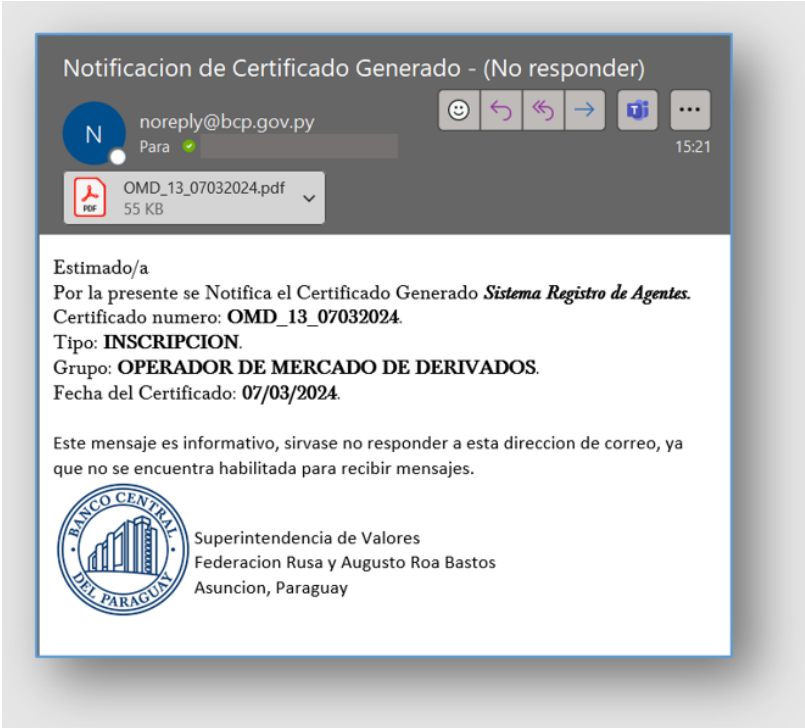 Notificacion de Certificado Generado - (No responder)
N
noreply@bcp.gov.py
Para
15:21
PDF
OMD_13_07032024.pdf
55 KB
Estimado/a
Por la presente se Notifica el Certificado Generado Sistema Registro de Agentes.
Certificado numero: OMD_13_07032024.
Tipo: INSCRIPCION.
Grupo: OPERADOR DE MERCADO DE DERIVADOS.
Fecha del Certificado: 07/03/2024.
Este mensaje es informativo, sirvase no responder a esta direccion de correo, ya
que no se encuentra habilitada para recibir mensajes.
BANCO CENTRAL
DEL PARAGUAY
Superintendencia de Valores
Federacion Rusa y Augusto Roa Bastos
Asuncion, Paraguay